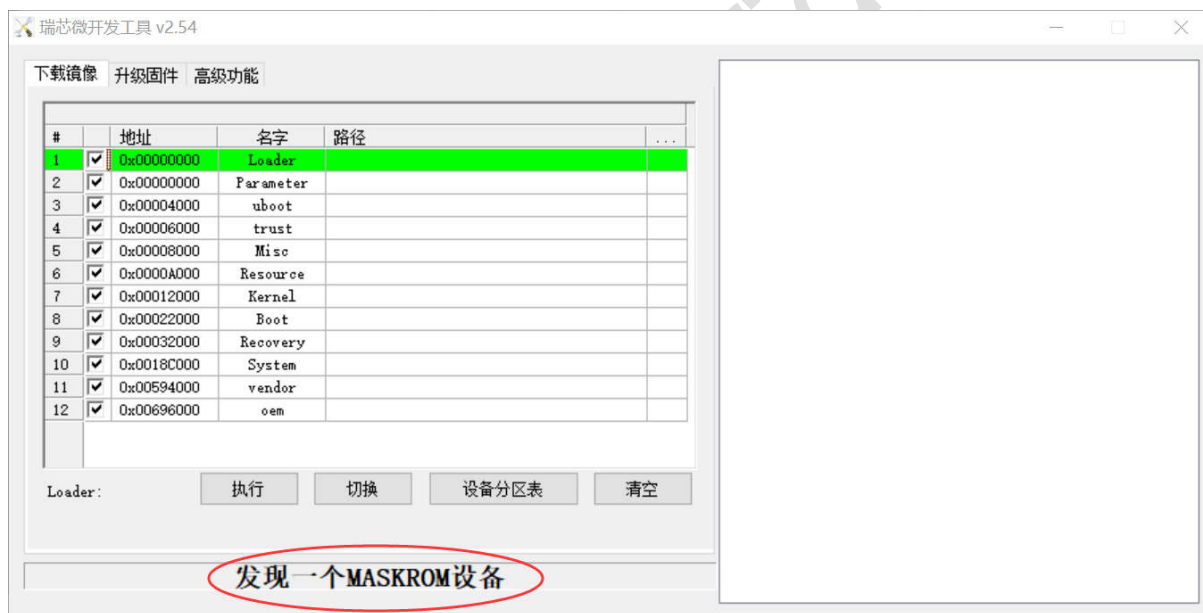 瑞芯微开发工具 v2.54
下载镜像 升级固件 高级功能
# 地址 名字 路径 ...
1 0x00000000 Loader
2 0x00000000 Parameter
3 0x00004000 uboot
4 0x00006000 trust
5 0x00008000 Misc
6 0x0000A000 Resource
7 0x00012000 Kernel
8 0x00022000 Boot
9 0x00032000 Recovery
10 0x0018C000 System
11 0x00594000 vendor
12 0x00696000 oem
Loader: 执行 切换 设备分区表 清空
发现一个MASKROM设备